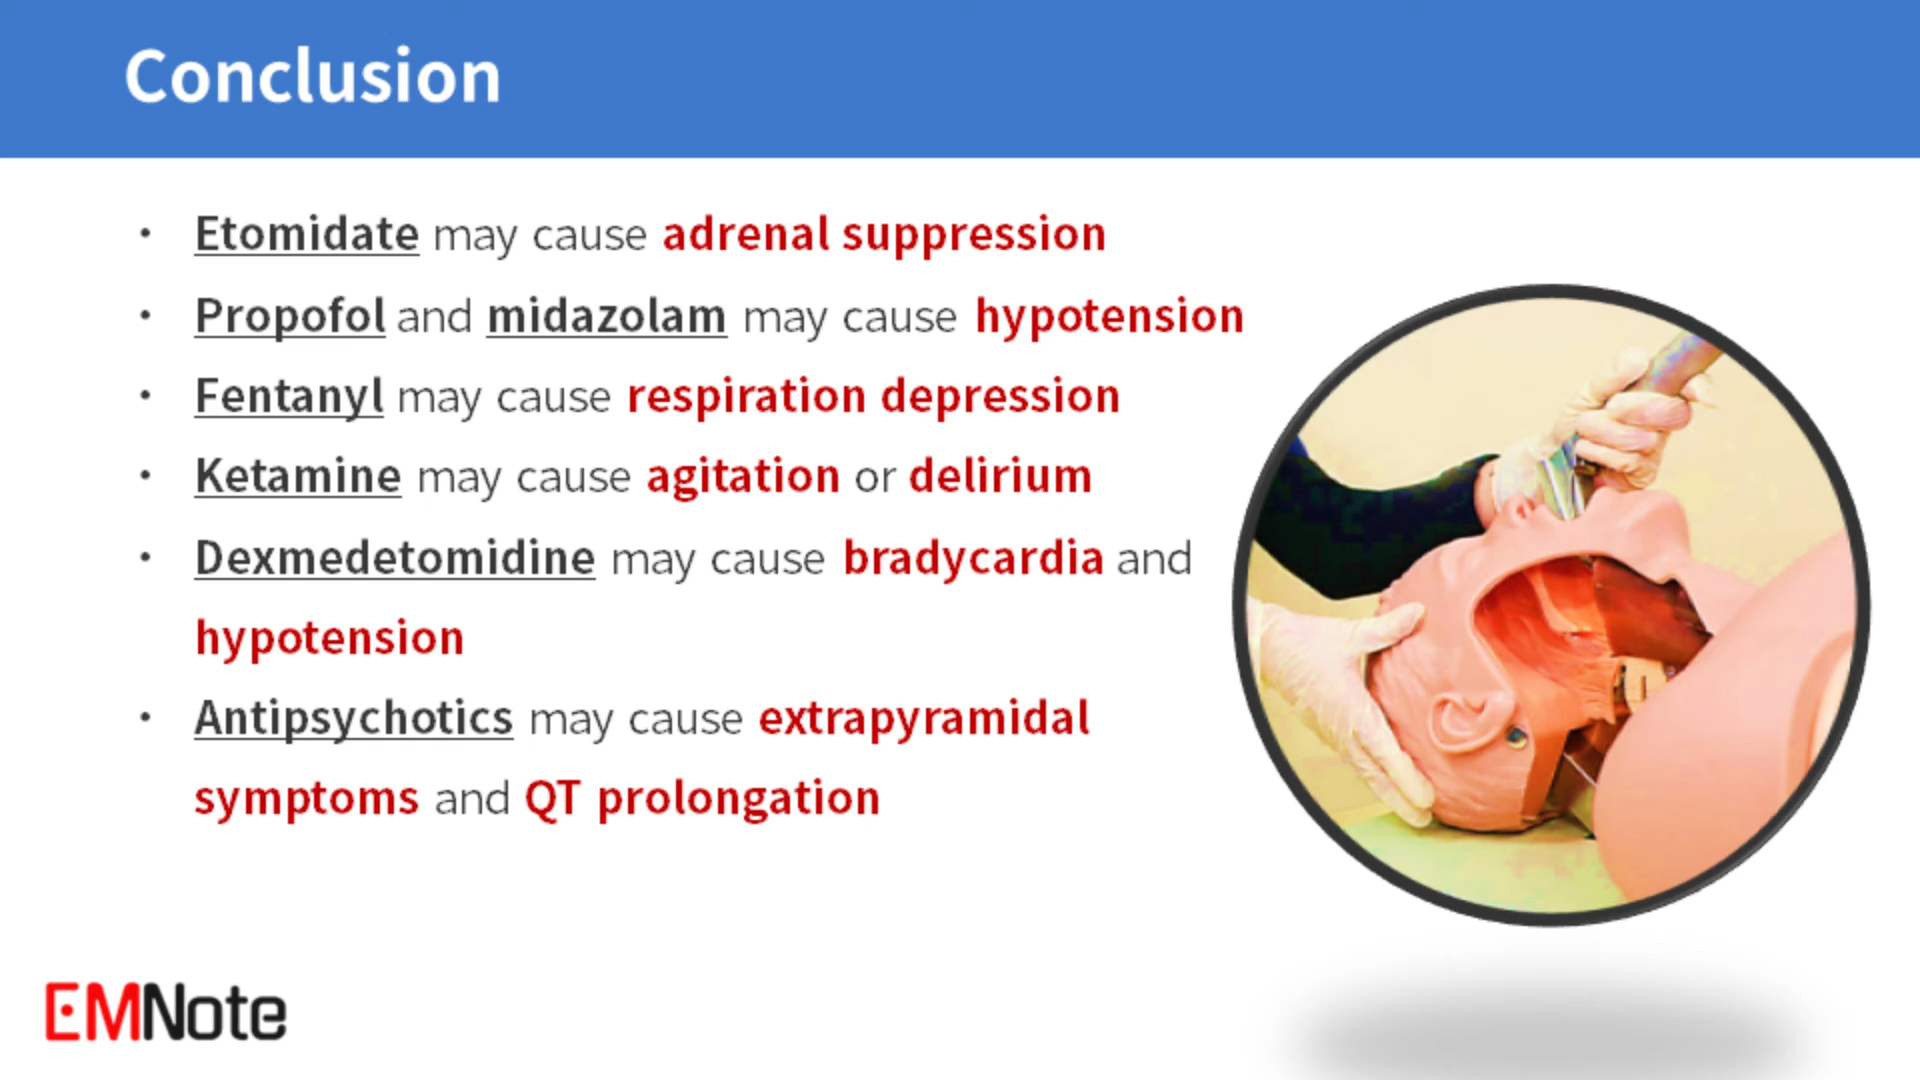 Conclusion
• Etomidate may cause adrenal suppression
• Propofol and midazolam may cause hypotension
• Fentanyl may cause respiration depression
• Ketamine may cause agitation or delirium
• Dexmedetomidine may cause bradycardia and
hypotension
• Antipsychotics may cause extrapyramidal
symptoms and QT prolongation
EMNote